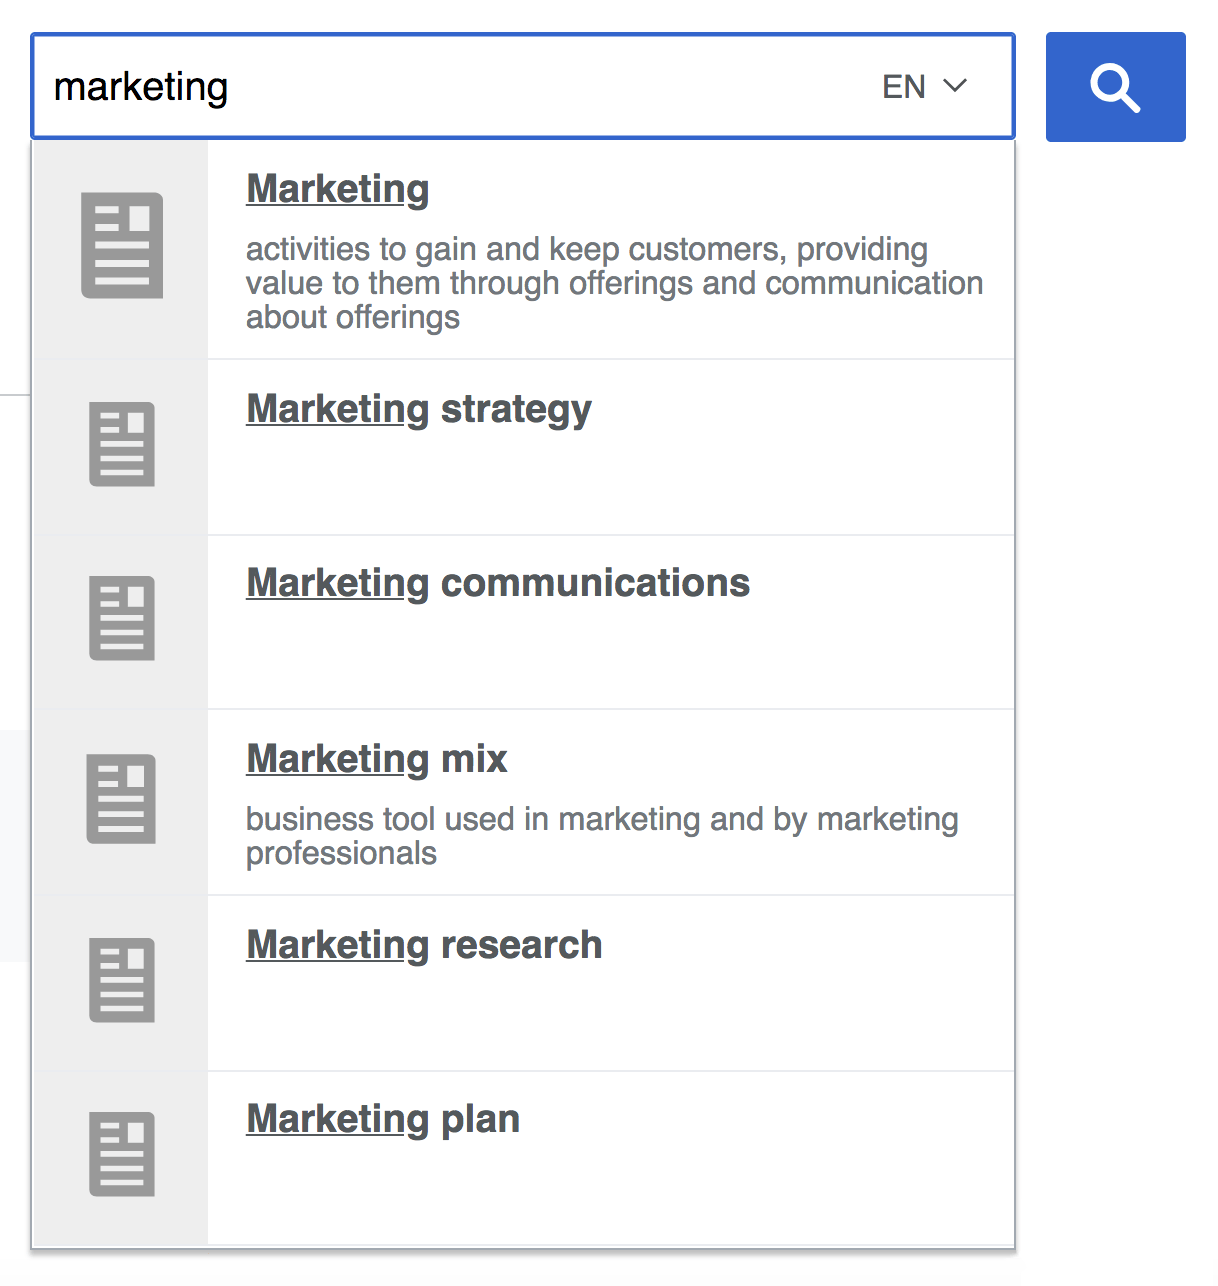 marketing EN
Marketing
activities to gain and keep customers, providing
value to them through offerings and communication
about offerings
Marketing strategy
Marketing communications
Marketing mix
business tool used in marketing and by marketing
professionals
Marketing research
Marketing plan